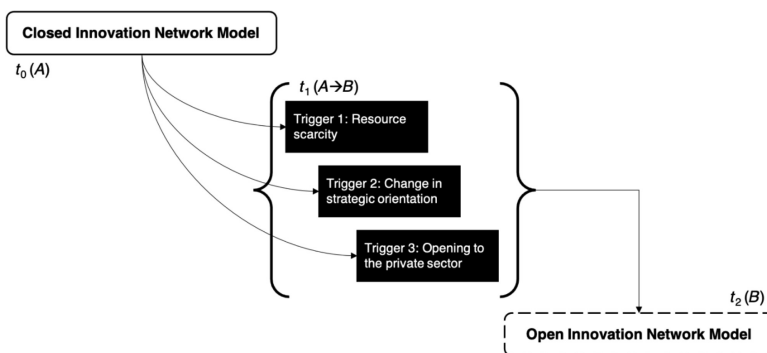 Closed Innovation Network Model
t0 (A)
t1 (A→B)
Trigger 1: Resource
scarcity
Trigger 2: Change in
strategic orientation
Trigger 3: Opening to
the private sector
t2 (B)
Open Innovation Network Model